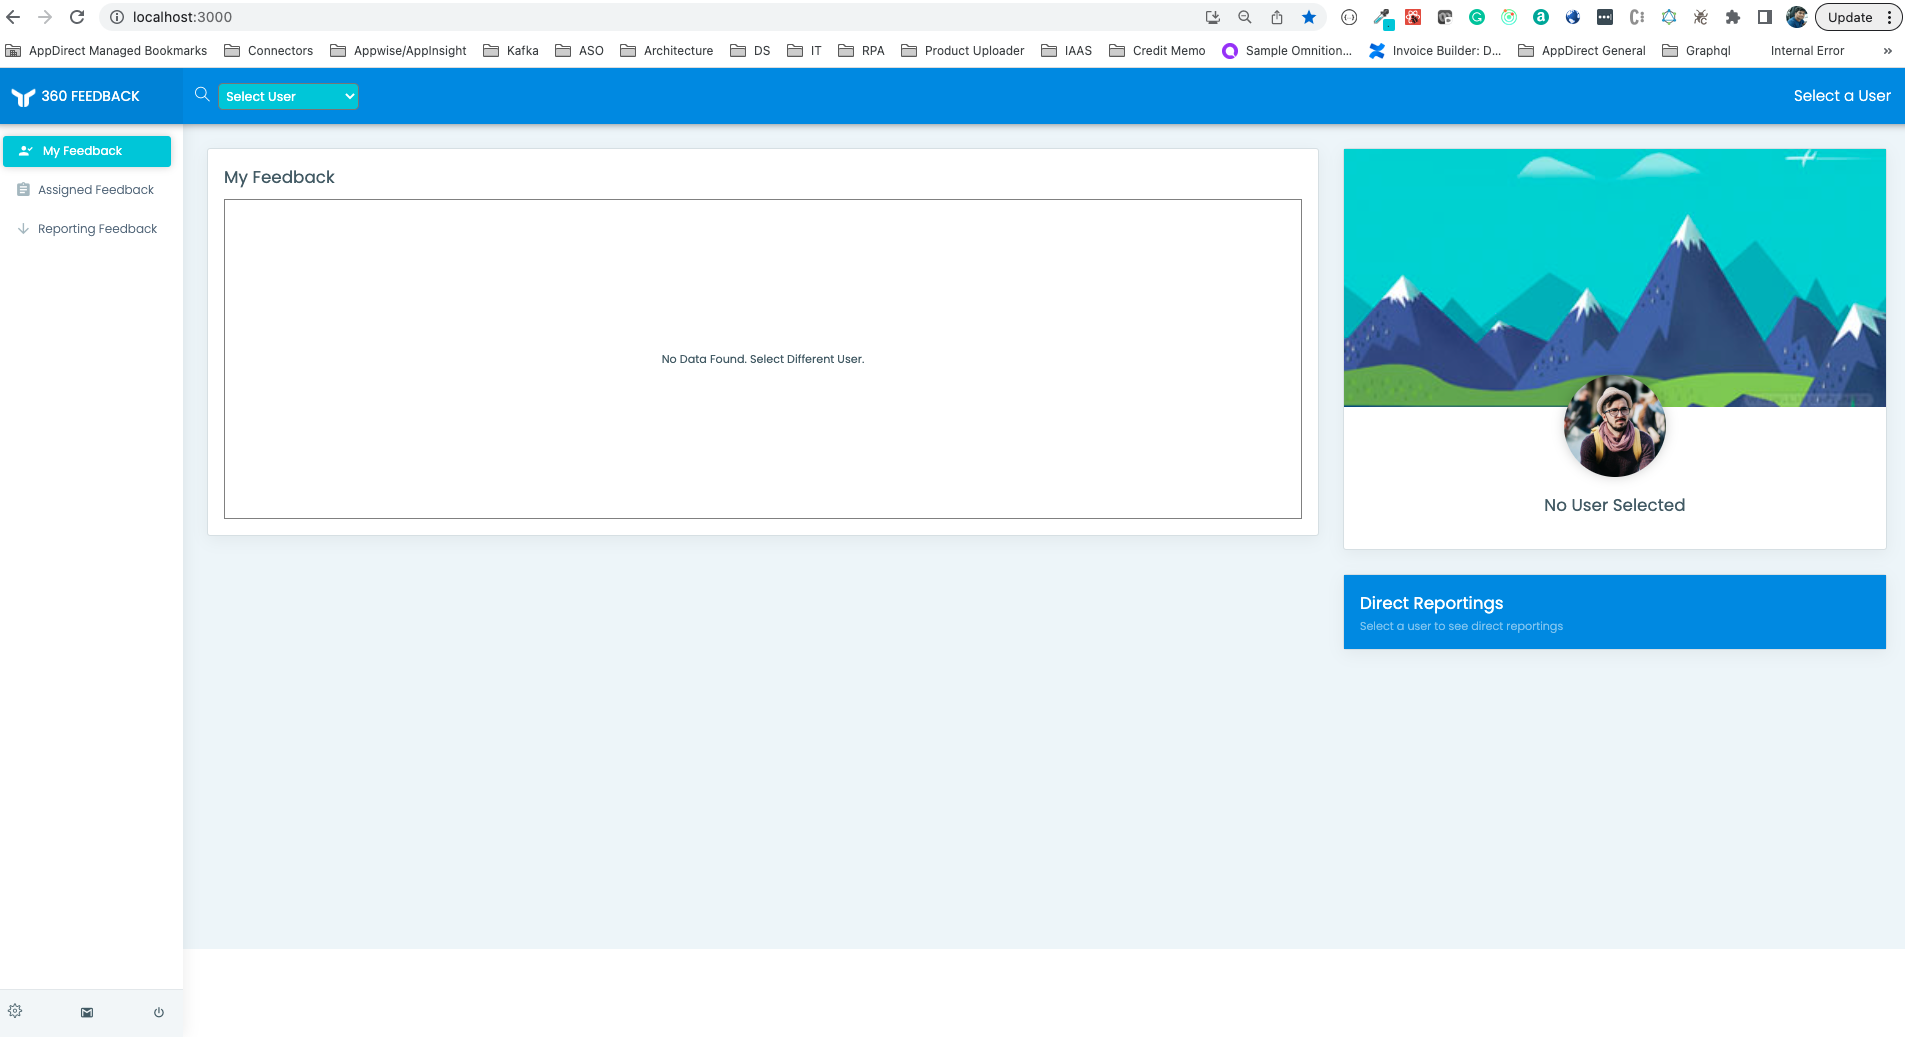 localhost:3000
Update
AppDirect Managed Bookmarks Connectors Appwise/AppInsight Kafka ASO Architecture DS IT RPA Product Uploader IAAS Credit Memo Sample Omnition... Invoice Builder: D... AppDirect General Graphql Internal Error »
360 FEEDBACK
Select User
Select a User
My Feedback
Assigned Feedback
Reporting Feedback
My Feedback
No Data Found. Select Different User.
No User Selected
Direct Reportings
Select a user to see direct reportings